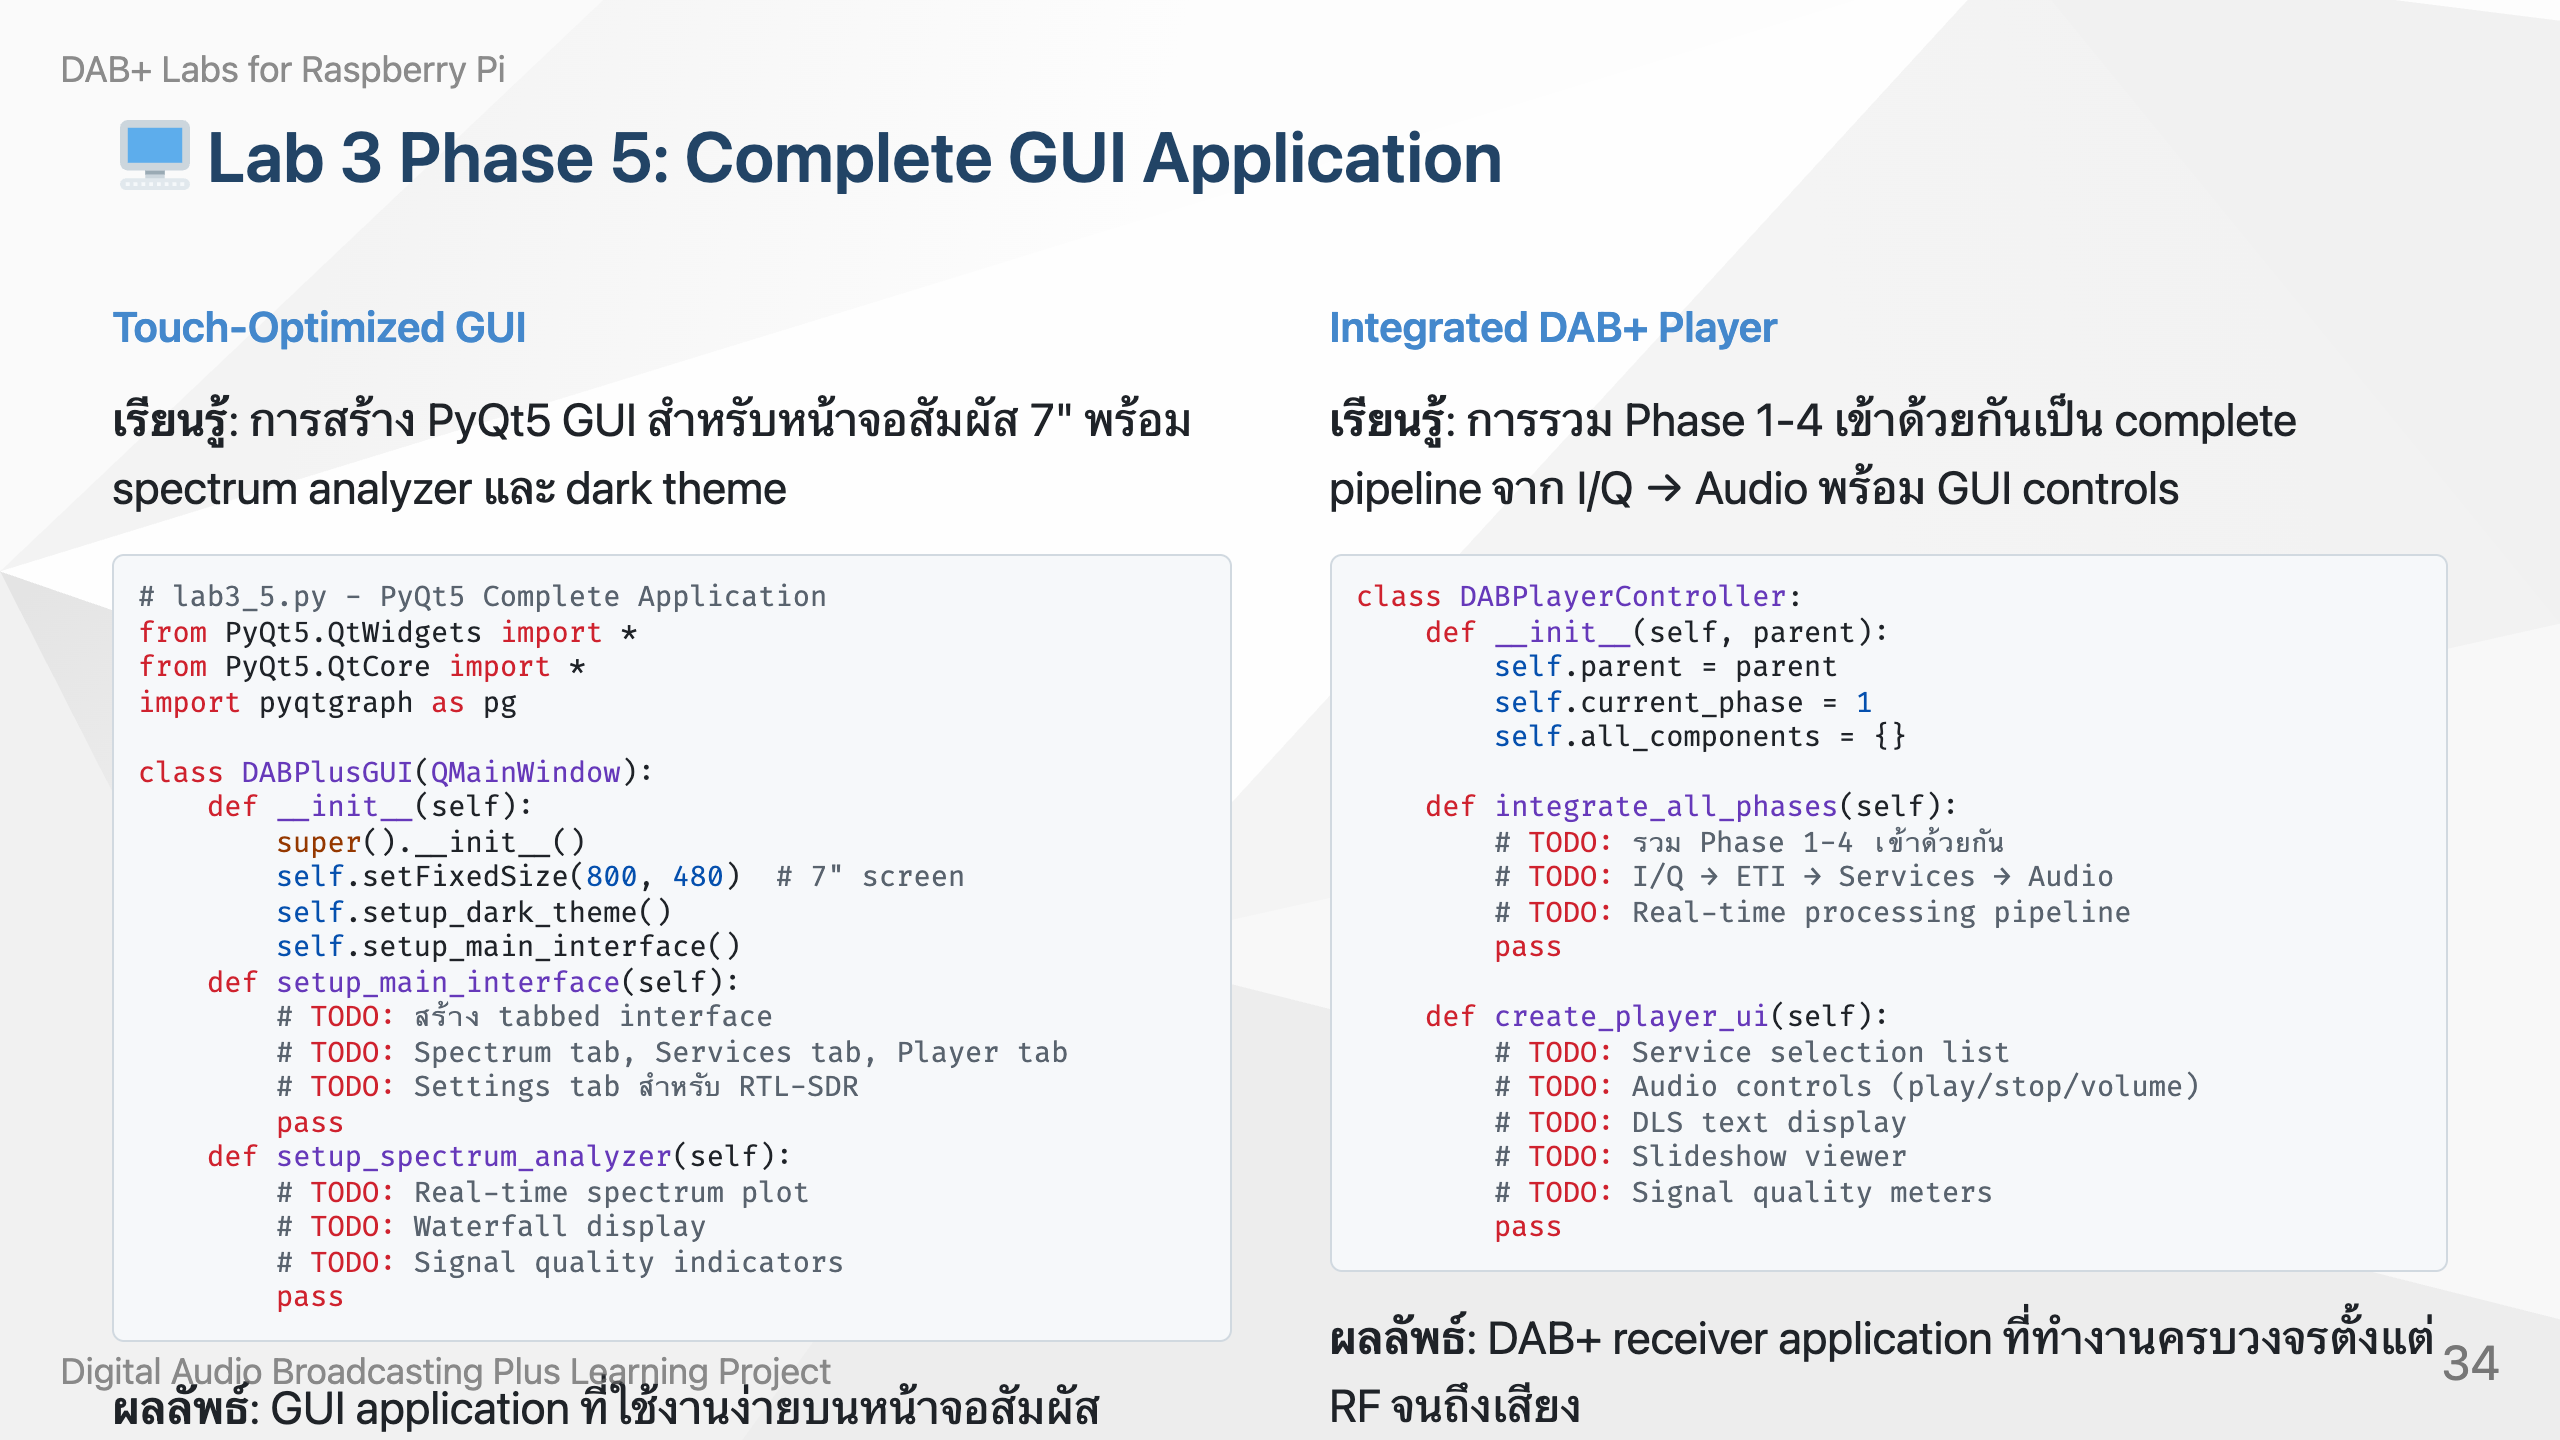 DAB+ Labs for Raspberry Pi
Lab 3 Phase 5: Complete GUI Application
Touch-Optimized GUI
เรียนรู้: การสร้าง PyQt5 GUI สำหรับหน้าจอสัมผัส 7" พร้อม
spectrum analyzer และ dark theme
# lab3_5.py - PyQt5 Complete Application
from PyQt5.QtWidgets import *
from PyQt5.QtCore import *
import pyqtgraph as pg
class DABPlusGUI(QMainWindow):
    def __init__(self):
        super().__init__()
        self.setFixedSize(800, 480)  # 7" screen
        self.setup_dark_theme()
        self.setup_main_interface()
    def setup_main_interface(self):
        # TODO: สร้าง tabbed interface
        # TODO: Spectrum tab, Services tab, Player tab
        # TODO: Settings tab สำหรับ RTL-SDR
        pass
    def setup_spectrum_analyzer(self):
        # TODO: Real-time spectrum plot
        # TODO: Waterfall display
        # TODO: Signal quality indicators
        pass
ผลลัพธ์: GUI application ที่ใช้งานง่ายบนหน้าจอสัมผัส
Integrated DAB+ Player
เรียนรู้: การรวม Phase 1-4 เข้าด้วยกันเป็น complete
pipeline จาก I/Q → Audio พร้อม GUI controls
class DABPlayerController:
    def __init__(self, parent):
        self.parent = parent
        self.current_phase = 1
        self.all_components = {}
    def integrate_all_phases(self):
        # TODO: รวม Phase 1-4 เข้าด้วยกัน
        # TODO: I/Q → ETI → Services → Audio
        # TODO: Real-time processing pipeline
        pass
    def create_player_ui(self):
        # TODO: Service selection list
        # TODO: Audio controls (play/stop/volume)
        # TODO: DLS text display
        # TODO: Slideshow viewer
        # TODO: Signal quality meters
        pass
ผลลัพธ์: DAB+ receiver application ที่ทำงานครบวงจรตั้งแต่
RF จนถึงเสียง
Digital Audio Broadcasting Plus Learning Project
34